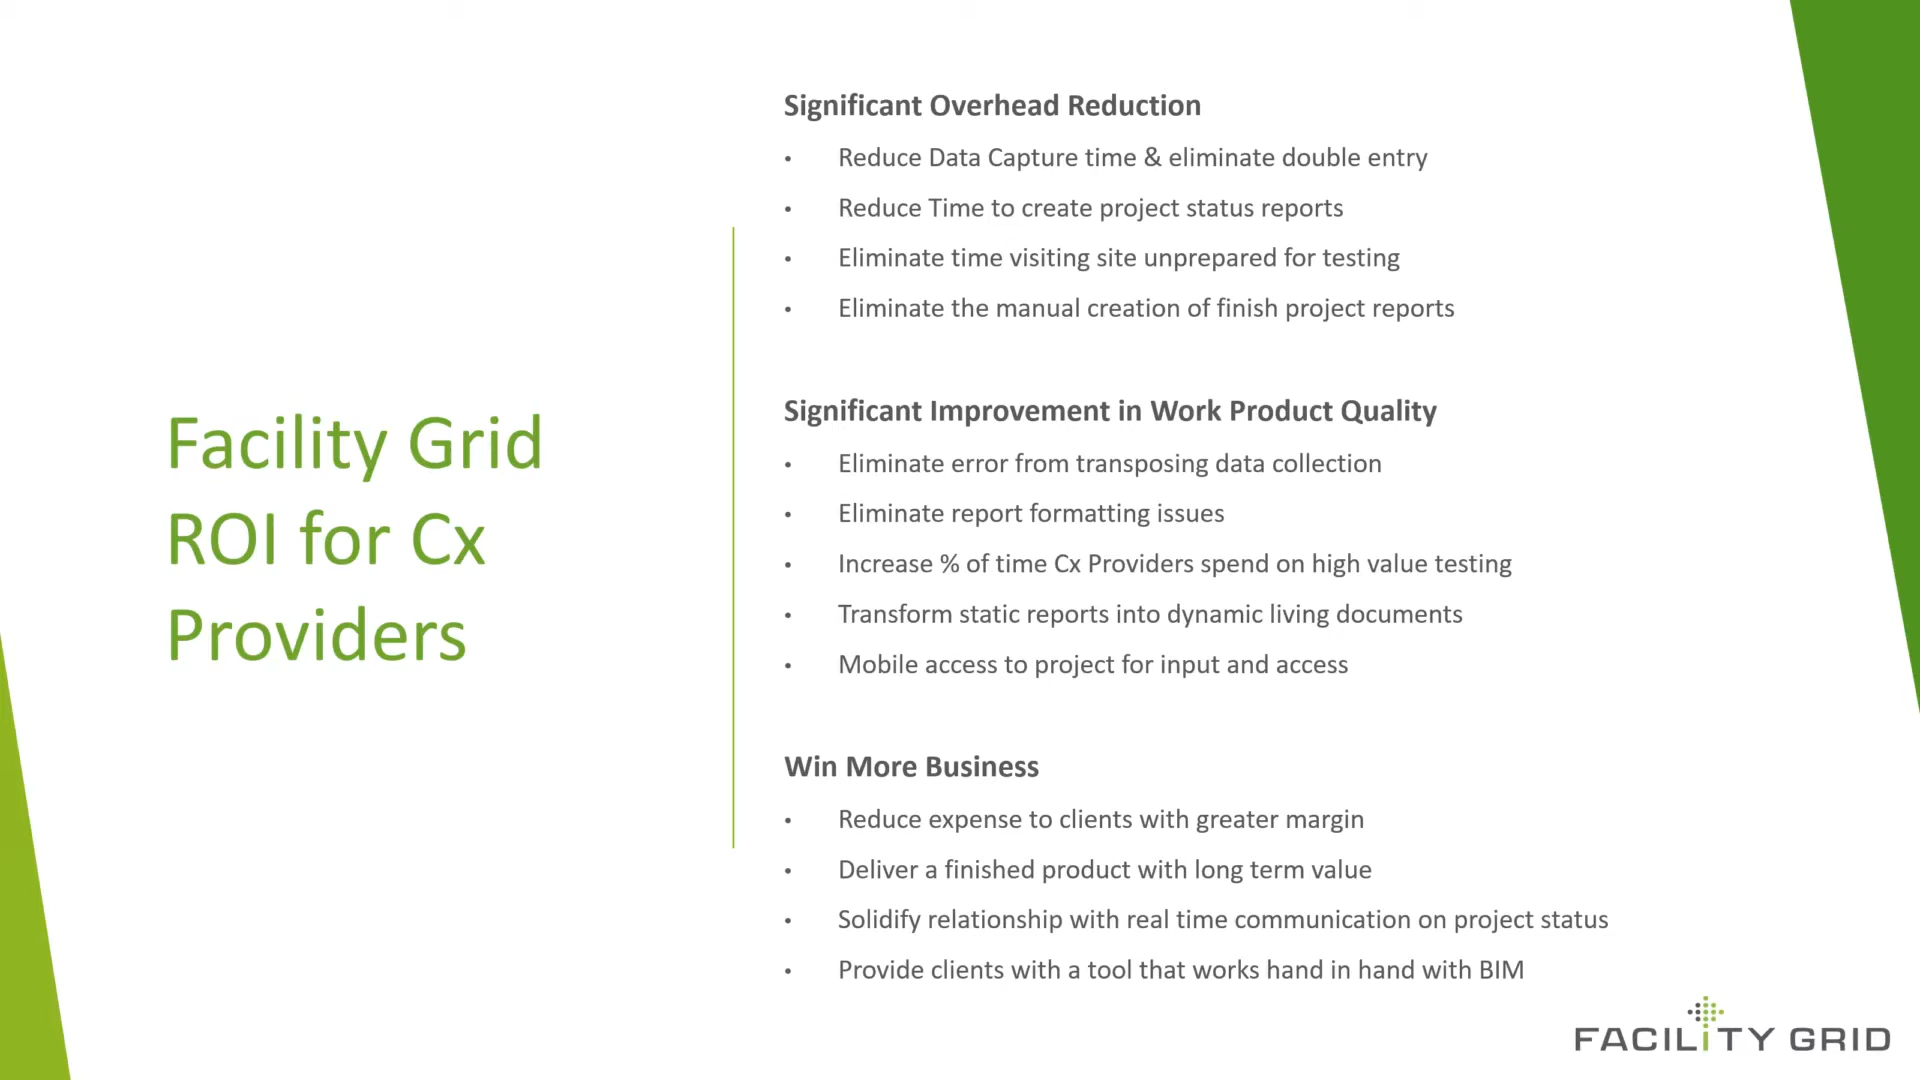 Facility Grid
ROI for Cx
Providers
Significant Overhead Reduction
• Reduce Data Capture time & eliminate double entry
• Reduce Time to create project status reports
• Eliminate time visiting site unprepared for testing
• Eliminate the manual creation of finish project reports
Significant Improvement in Work Product Quality
• Eliminate error from transposing data collection
• Eliminate report formatting issues
• Increase % of time Cx Providers spend on high value testing
• Transform static reports into dynamic living documents
• Mobile access to project for input and access
Win More Business
• Reduce expense to clients with greater margin
• Deliver a finished product with long term value
• Solidify relationship with real time communication on project status
• Provide clients with a tool that works hand in hand with BIM
FACILITY GRID